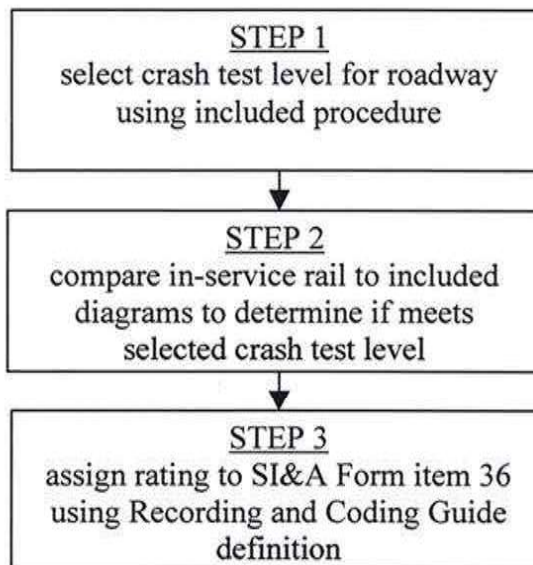 STEP 1
select crash test level for roadway
using included procedure
STEP 2
compare in-service rail to included
diagrams to determine if meets
selected crash test level
STEP 3
assign rating to SI&A Form item 36
using Recording and Coding Guide
definition